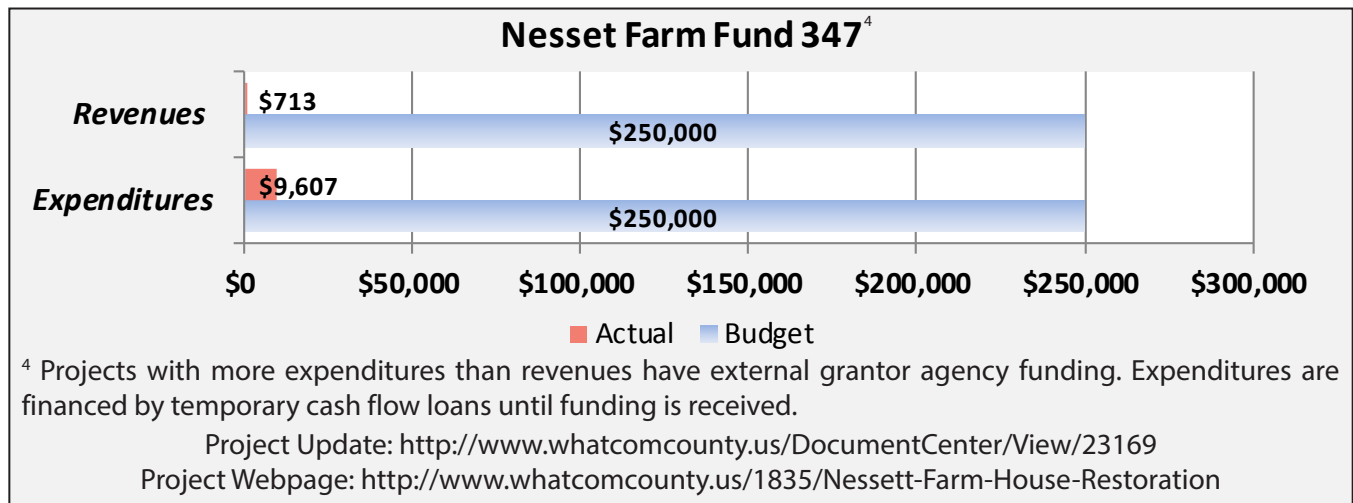 Nesset Farm Fund 347⁴
Revenues
$713
$250,000
Expenditures
$9,607
$250,000
$0 $50,000 $100,000 $150,000 $200,000 $250,000 $300,000
Actual Budget
⁴ Projects with more expenditures than revenues have external grantor agency funding. Expenditures are
financed by temporary cash flow loans until funding is received.
Project Update: http://www.whatcomcounty.us/DocumentCenter/View/23169
Project Webpage: http://www.whatcomcounty.us/1835/Nessett-Farm-House-Restoration